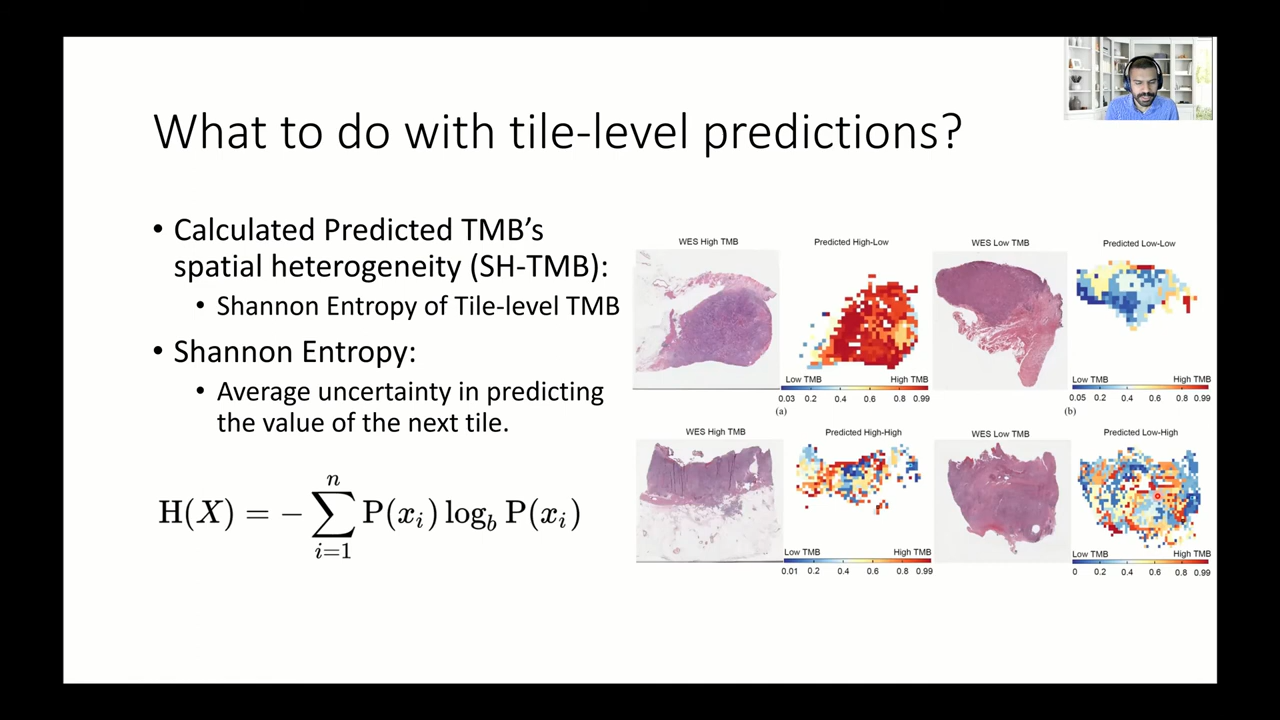 What to do with tile-level predictions?
• Calculated Predicted TMB’s
spatial heterogeneity (SH-TMB):
• Shannon Entropy of Tile-level TMB
• Shannon Entropy:
• Average uncertainty in predicting
the value of the next tile.
H(X) = − ∑ P(xᵢ) log_b P(xᵢ)
n
i=1
WES High TMB
Predicted High-Low
WES Low TMB
Predicted Low-Low
Low TMB High TMB
0.03 0.2 0.4 0.6 0.8 0.99
Low TMB High TMB
0.05 0.2 0.4 0.6 0.8 0.99
(a)
(b)
WES High TMB
Predicted High-High
WES Low TMB
Predicted Low-High
Low TMB High TMB
0.01 0.2 0.4 0.6 0.8 0.99
Low TMB High TMB
0 0.2 0.4 0.6 0.8 0.99